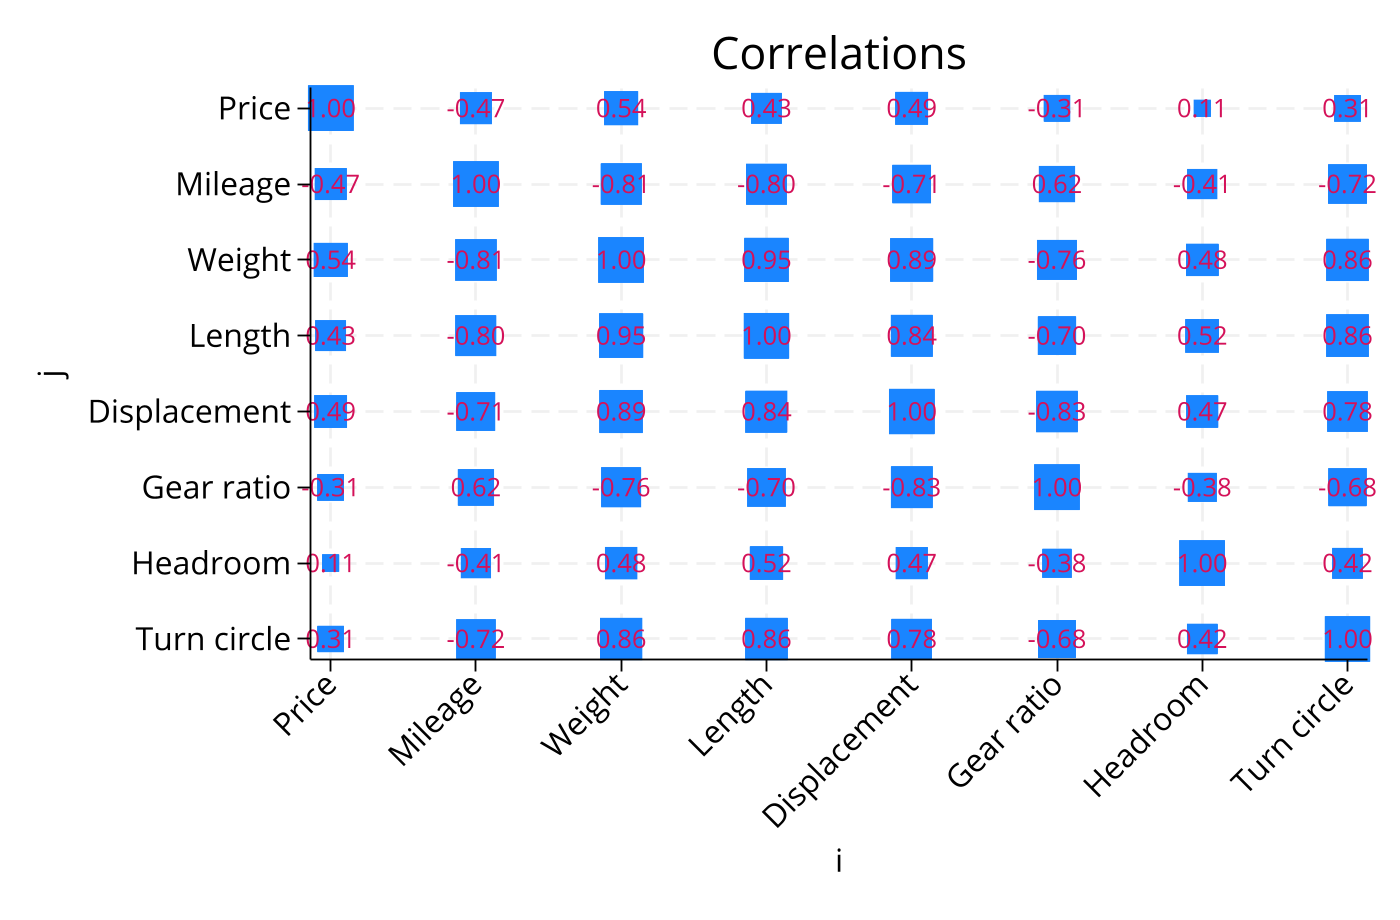 Correlations
Price 1.00 -0.47 0.54 0.43 0.49 -0.31 0.11 0.31
Mileage -0.47 1.00 -0.81 -0.80 -0.71 0.62 -0.41 -0.72
Weight 0.54 -0.81 1.00 0.95 0.89 -0.76 0.48 0.86
Length 0.43 -0.80 0.95 1.00 0.84 -0.70 0.52 0.86
j
Displacement 0.49 -0.71 0.89 0.84 1.00 -0.83 0.47 0.78
Gear ratio -0.31 0.62 -0.76 -0.70 -0.83 1.00 -0.38 -0.68
Headroom 0.11 -0.41 0.48 0.52 0.47 -0.38 1.00 0.42
Turn circle 0.31 -0.72 0.86 0.86 0.78 -0.68 0.42 1.00
Price Mileage Weight Length Displacement Gear ratio Headroom Turn circle
i